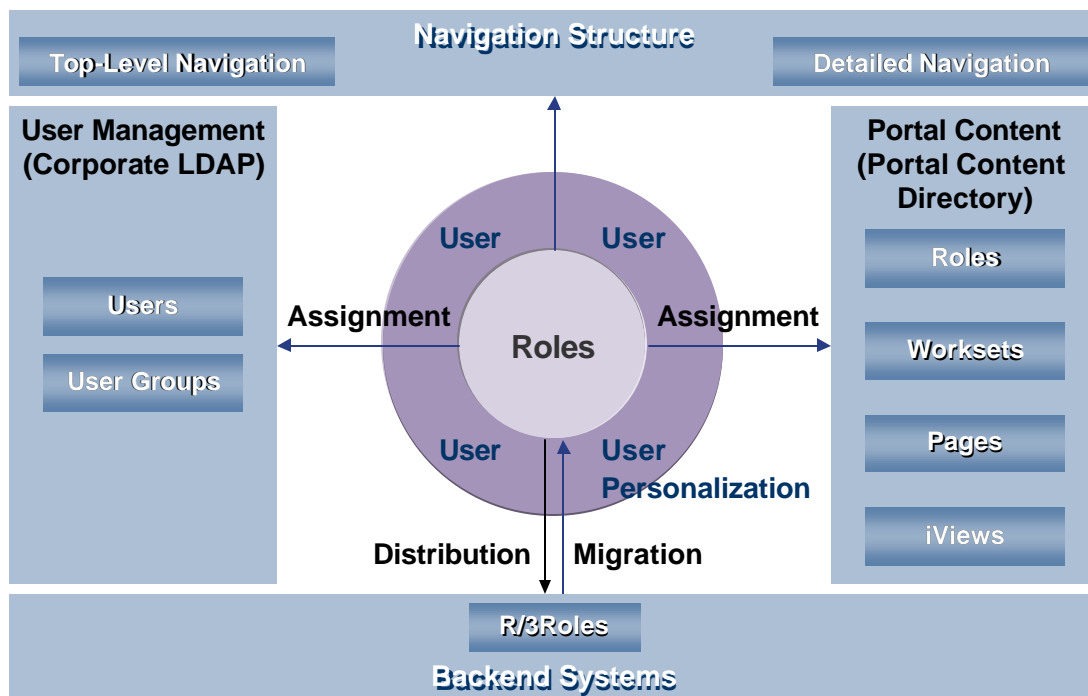 Navigation Structure
Top-Level Navigation
Detailed Navigation
User Management
(Corporate LDAP)
Users
User Groups
Portal Content
(Portal Content
Directory)
Roles
Worksets
Pages
iViews
User
User
Assignment
Roles
Assignment
User
User
Personalization
Distribution
Migration
R/3Roles
Backend Systems